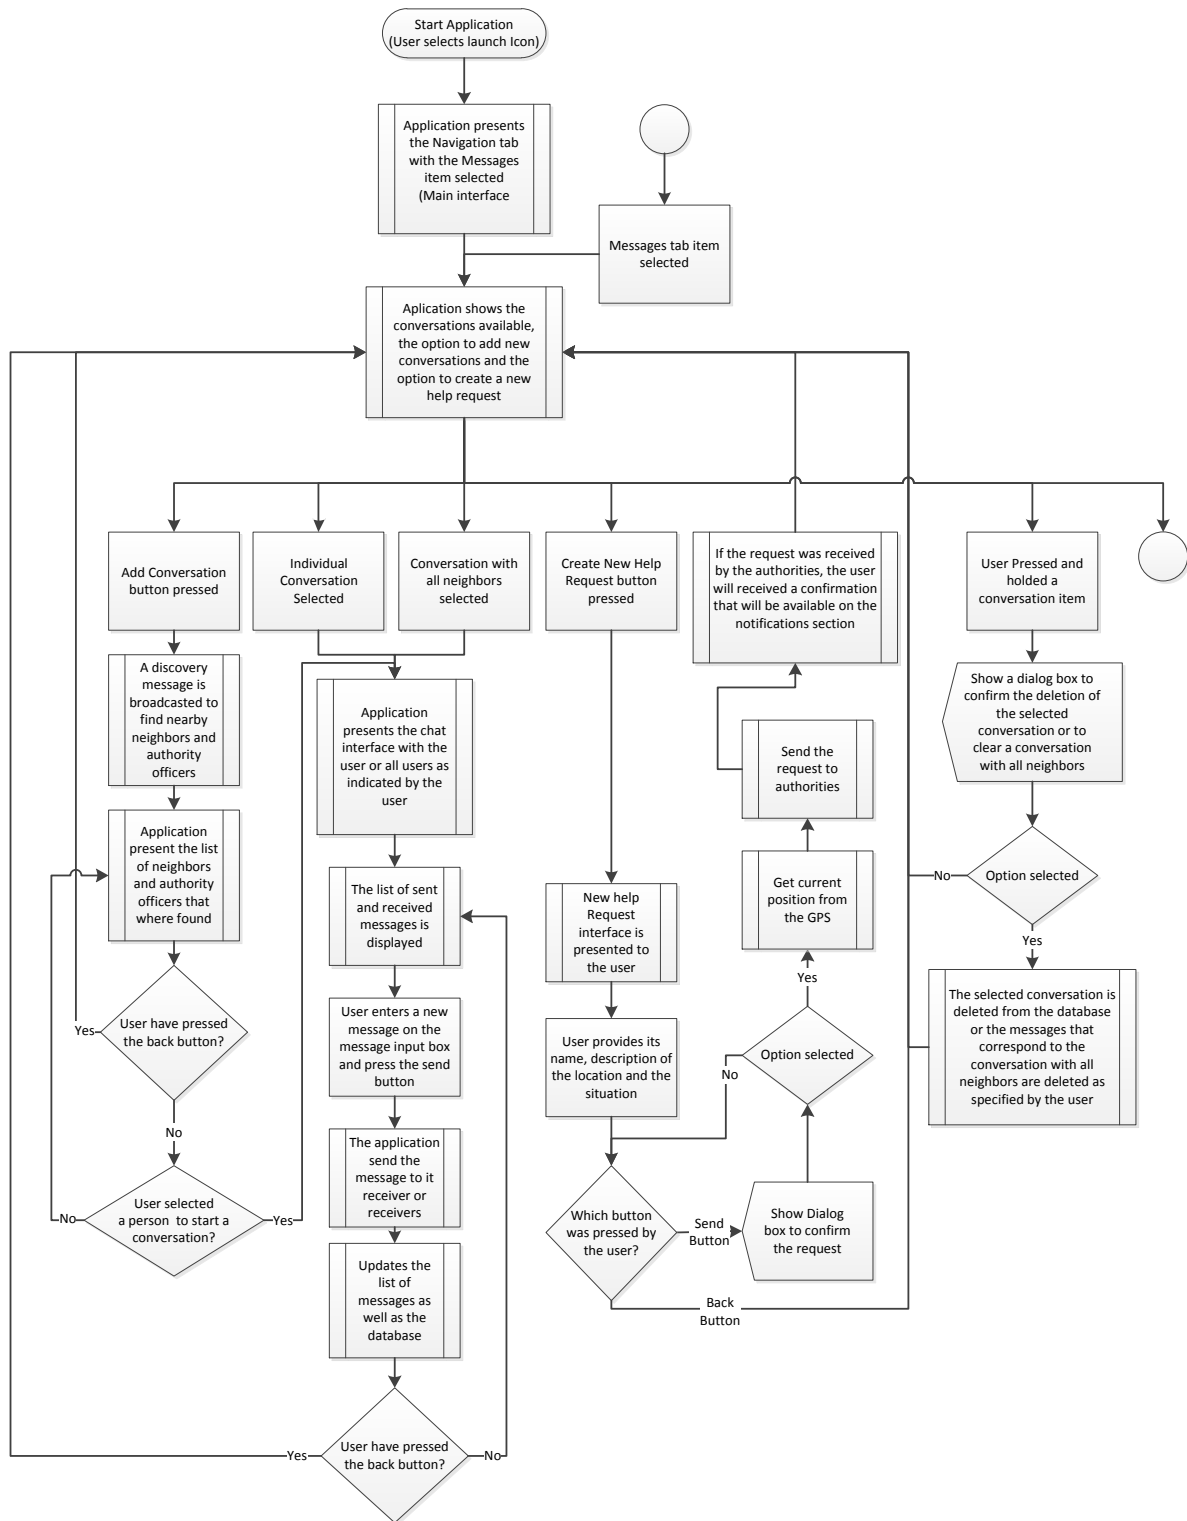 Start Application
(User selects launch Icon)
Application presents
the Navigation tab
with the Messages
item selected
(Main interface
Messages tab item
selected
Aplication shows the
conversations available,
the option to add new
conversations and the
option to create a new
help request
Add Conversation
button pressed
Individual
Conversation
Selected
Conversation with
all neighbors
selected
Create New Help
Request button
pressed
If the request was received
by the authorities, the user
will received a confirmation
that will be available on the
notifications section
User Pressed and
holded a
conversation item
A discovery
message is
broadcasted to
find nearby
neighbors and
authority
officers
Application
presents the chat
interface with the
user or all users as
indicated by the
user
Send the
request to
authorities
Show a dialog box to
confirm the deletion of
the selected
conversation or to
clear a conversation
with all neighbors
Application
present the list
of neighbors
and authority
officers that
where found
The list of sent
and received
messages is
displayed
New help
Request
interface is
presented to
the user
Get current
position from
the GPS
No
Option selected
Yes
Yes
User have pressed
the back button?
Yes
User enters a new
message on the
message input box
and press the send
button
User provides its
name, description of
the location and the
situation
Option selected
No
The selected conversation is
deleted from the database
or the messages that
correspond to the
conversation with all
neighbors are deleted as
specified by the user
No
The application
send the
message to it
receiver or
receivers
No
User selected
a person to start a
conversation?
Yes
Which button
was pressed by
the user?
Send
Button
Show Dialog
box to confirm
the request
Updates the
list of
messages as
well as the
database
Back
Button
Yes
User have pressed
the back button?
No